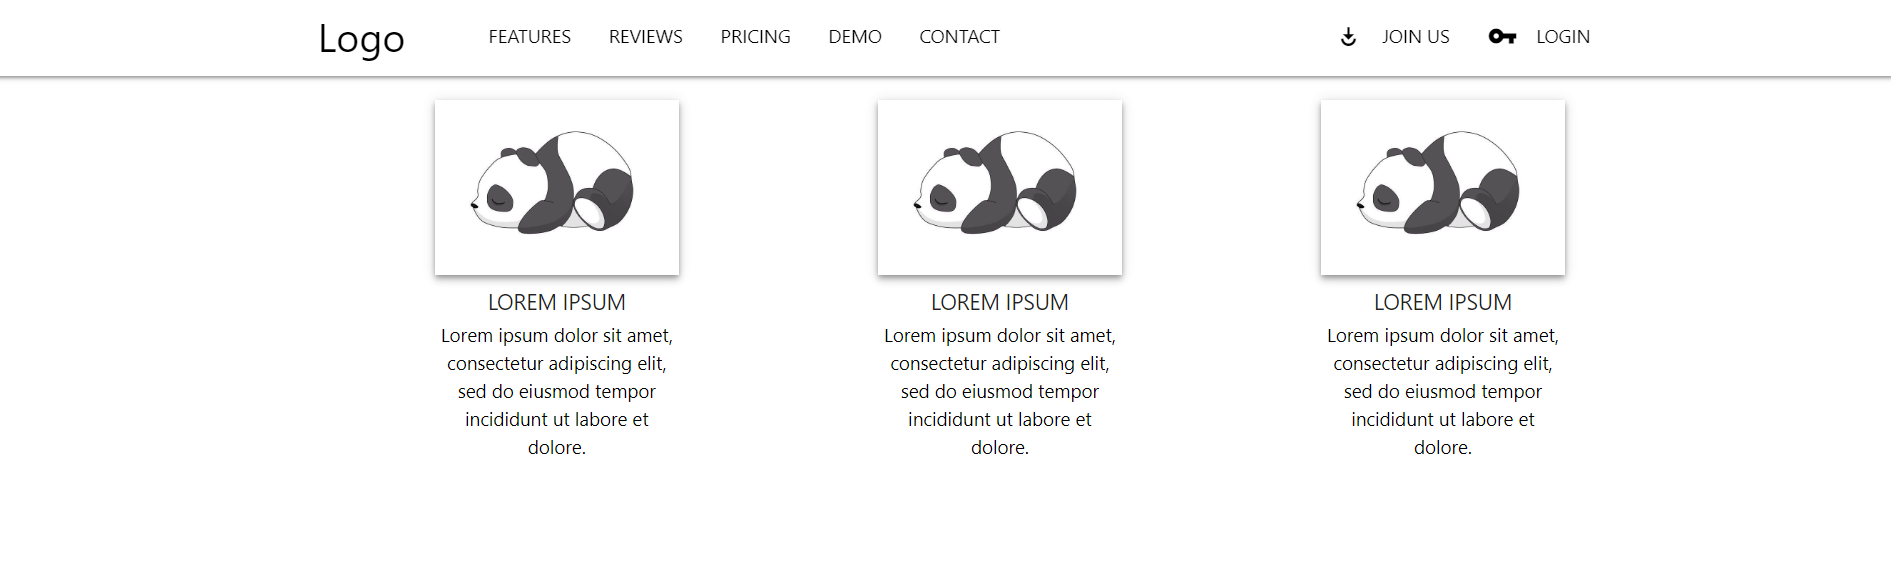 Logo FEATURES REVIEWS PRICING DEMO CONTACT JOIN US LOGIN
LOREM IPSUM
Lorem ipsum dolor sit amet,
consectetur adipiscing elit,
sed do eiusmod tempor
incididunt ut labore et
dolore.
LOREM IPSUM
Lorem ipsum dolor sit amet,
consectetur adipiscing elit,
sed do eiusmod tempor
incididunt ut labore et
dolore.
LOREM IPSUM
Lorem ipsum dolor sit amet,
consectetur adipiscing elit,
sed do eiusmod tempor
incididunt ut labore et
dolore.